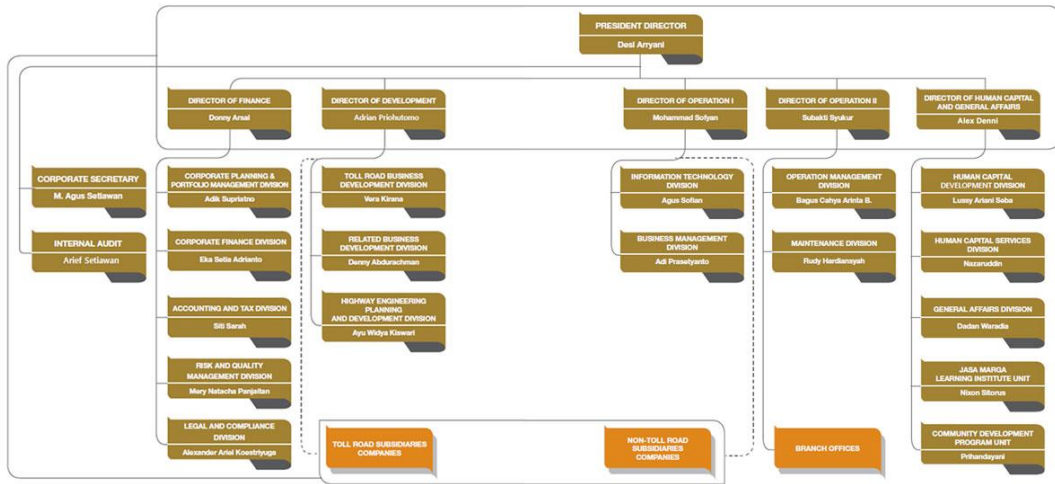 PRESIDENT DIRECTOR
Desi Arryani
DIRECTOR OF FINANCE
Donny Arsal
DIRECTOR OF DEVELOPMENT
Adrian Priohutomo
DIRECTOR OF OPERATION I
Mohammad Sofyan
DIRECTOR OF OPERATION II
Subakti Syukur
DIRECTOR OF HUMAN CAPITAL
AND GENERAL AFFAIRS
Alex Denni
CORPORATE SECRETARY
M. Agus Setiawan
INTERNAL AUDIT
Arief Setiawan
CORPORATE PLANNING &
PORTFOLIO MANAGEMENT DIVISION
Adik Supriatno
CORPORATE FINANCE DIVISION
Eka Setia Adrianto
ACCOUNTING AND TAX DIVISION
Siti Sarah
RISK AND QUALITY
MANAGEMENT DIVISION
Mary Natacha Panjaitan
LEGAL AND COMPLIANCE
DIVISION
Alexander Ariel Koestriyuga
TOLL ROAD BUSINESS
DEVELOPMENT DIVISION
Vera Kirana
RELATED BUSINESS
DEVELOPMENT DIVISION
Denny Abdurachman
HIGHWAY ENGINEERING
PLANNING
AND DEVELOPMENT DIVISION
Ayu Widya Kiswari
INFORMATION TECHNOLOGY
DIVISION
Agus Sofian
BUSINESS MANAGEMENT
DIVISION
Adi Prasetyanto
OPERATION MANAGEMENT
DIVISION
Bagus Cahya Arinta B.
MAINTENANCE DIVISION
Rudy Hardiansyah
HUMAN CAPITAL
DEVELOPMENT DIVISION
Lussy Ariani Seba
HUMAN CAPITAL SERVICES
DIVISION
Nazaruddin
GENERAL AFFAIRS DIVISION
Dadan Waradia
JASA MARGA
LEARNING INSTITUTE UNIT
Nixon Sitorus
COMMUNITY DEVELOPMENT
PROGRAM UNIT
Prihandayani
TOLL ROAD SUBSIDIARIES
COMPANIES
NON-TOLL ROAD
SUBSIDIARIES
COMPANIES
BRANCH OFFICES